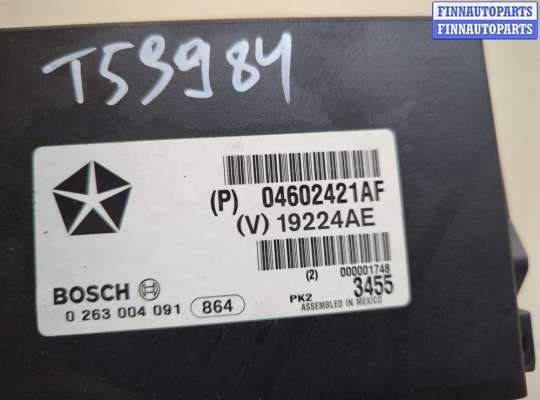 FINNAUTOPARTS
FINNAUTOPARTS
T59984
(P) 04602421AF
(V) 19224AE
(2) 000001748
3455
PK2
ASSEMBLED IN MEXICO
BOSCH
0 263 004 091 864